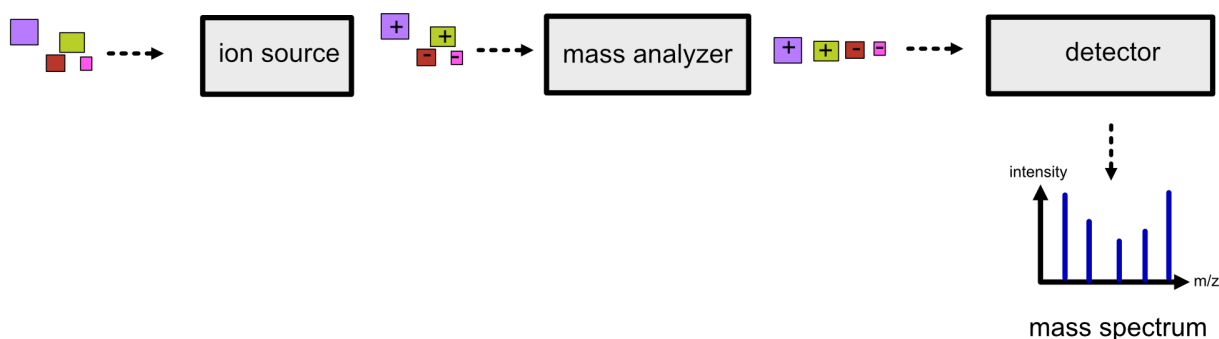 ion source
+
+
-
-
mass analyzer
+
+
-
-
detector
intensity
m/z
mass spectrum